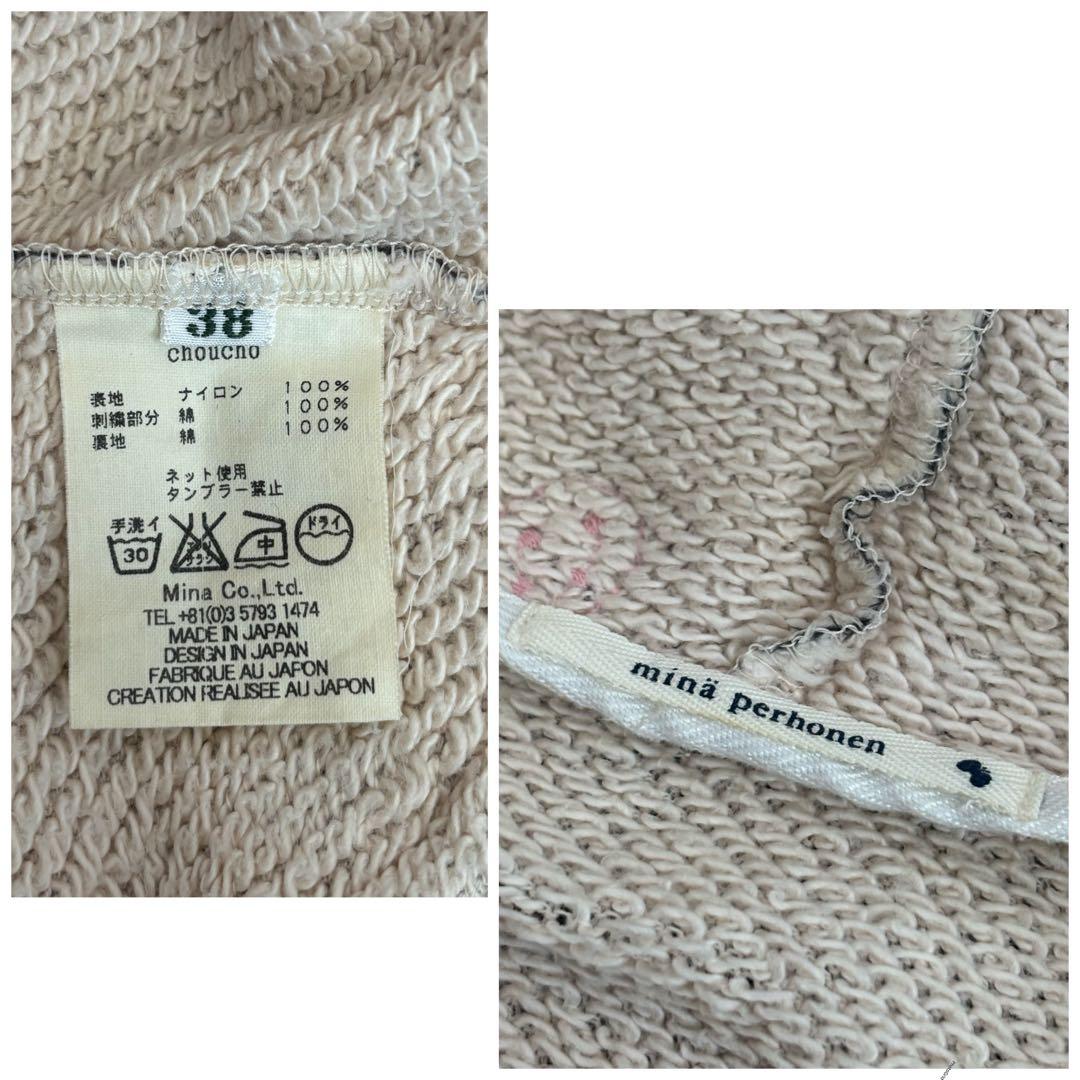 38
choucho
表地 ナイロン 100%
刺繍部分 綿 100%
裏地 綿 100%
ネット使用
タンブラー禁止
手洗イ
30
中
ドライ
Mina Co.,Ltd.
TEL +81(0)3 5793 1474
MADE IN JAPAN
DESIGN IN JAPAN
FABRIQUE AU JAPON
CREATION REALISEE AU JAPON
minä perhonen